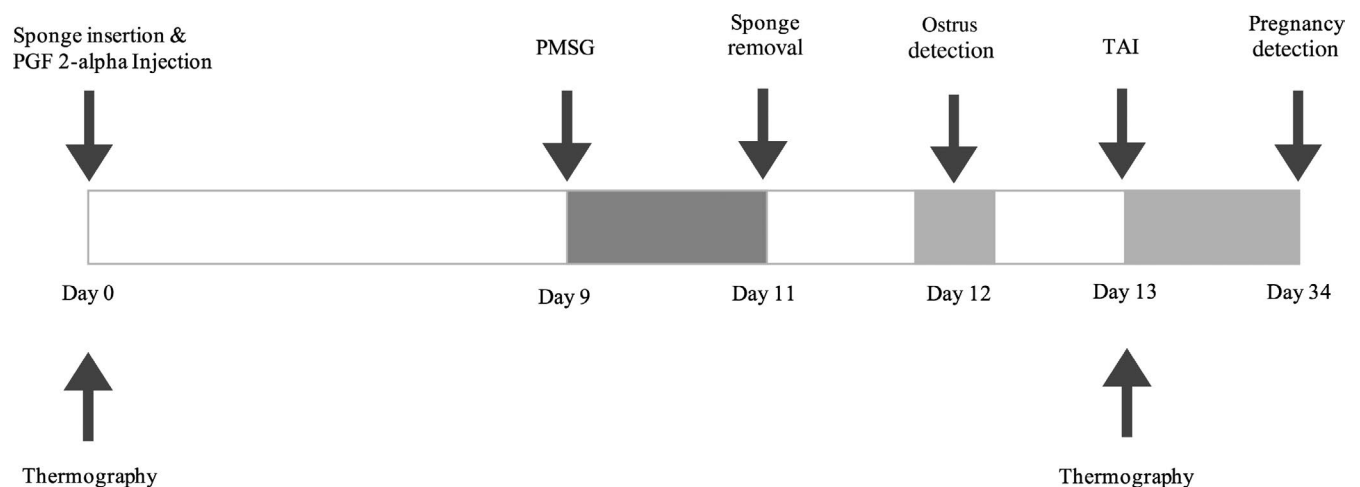 Sponge insertion &
PGF 2-alpha Injection
PMSG
Sponge
removal
Ostrus
detection
TAI
Pregnancy
detection
Day 0
Day 9
Day 11
Day 12
Day 13
Day 34
Thermography
Thermography